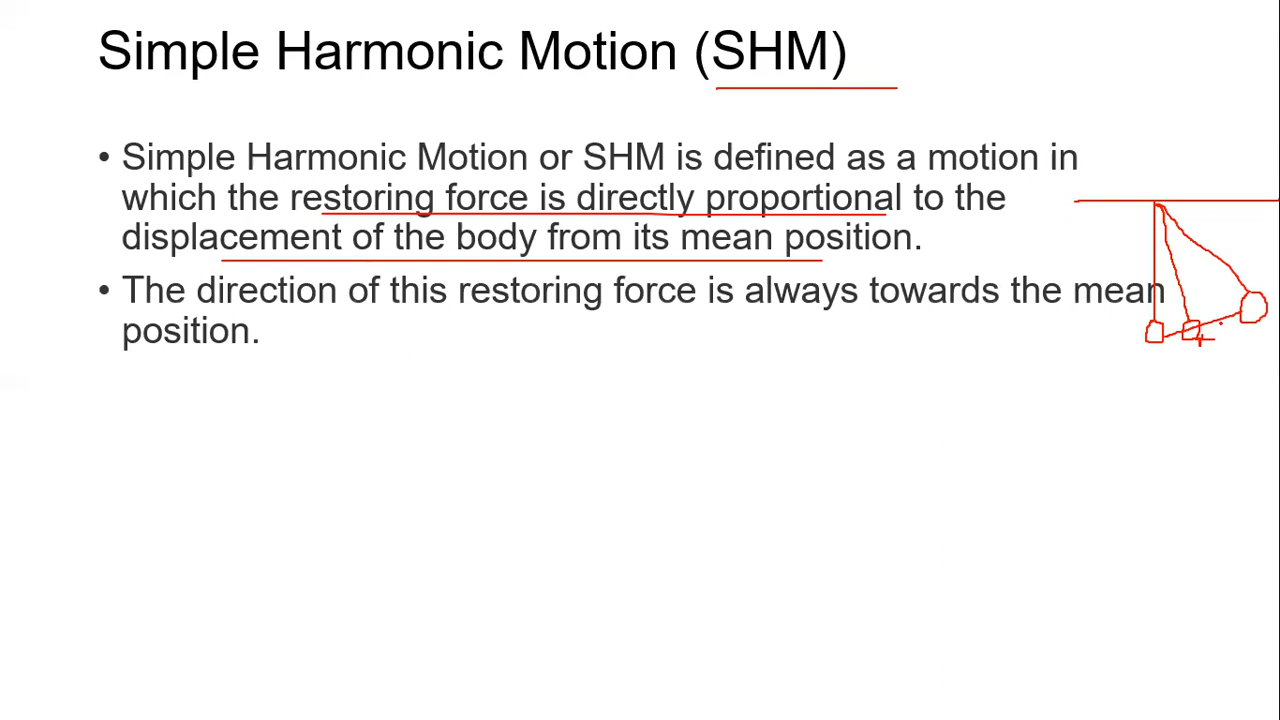 Simple Harmonic Motion (SHM)
• Simple Harmonic Motion or SHM is defined as a motion in
which the restoring force is directly proportional to the
displacement of the body from its mean position.
• The direction of this restoring force is always towards the mean
position.